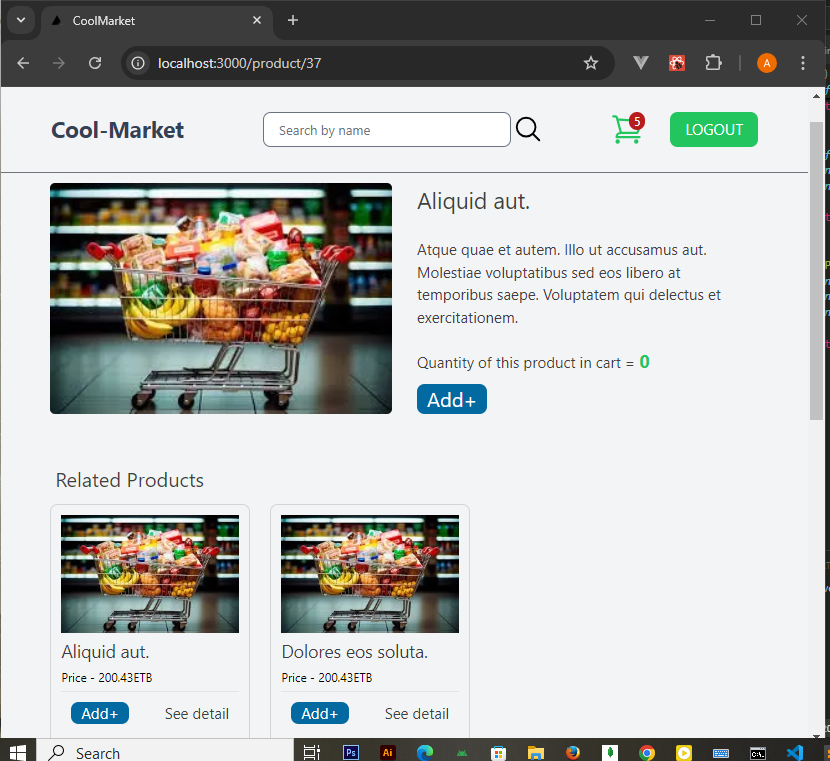 CoolMarket
localhost:3000/product/37
A
Cool-Market
Search by name
5
LOGOUT
Aliquid aut.
Atque quae et autem. Illo ut accusamus aut.
Molestiae voluptatibus sed eos libero at
temporibus saepe. Voluptatem qui delectus et
exercitationem.
Quantity of this product in cart = 0
Add+
Related Products
Aliquid aut.
Price - 200.43ETB
Add+ See detail
Dolores eos soluta.
Price - 200.43ETB
Add+ See detail
Search
Ps
Ai